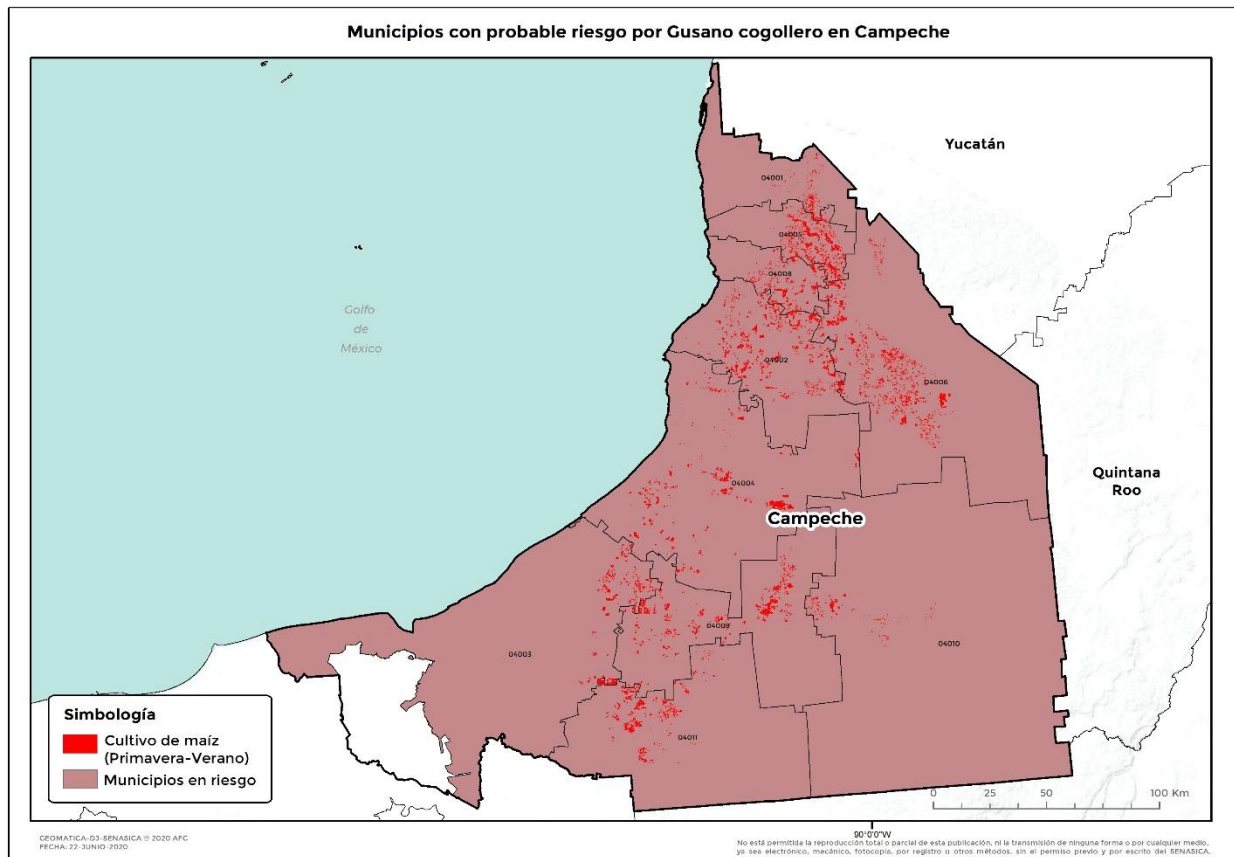 Municipios con probable riesgo por Gusano cogollero en Campeche
Yucatán
04001
04005
04008
Golfo
de
México
04002
04006
Quintana
Roo
04004
Campeche
04009
04003
04010
04011
Simbología
Cultivo de maíz
(Primavera-Verano)
Municipios en riesgo
0 25 50 100 Km
90°0'0"W
GEOMATICA-DJ-SENASICA © 2020 AFC
FECHA: 22-JUNIO-2020
No está permitida la reproducción total o parcial de esta publicación, ni la transmisión de ninguna forma o por cualquier medio,
ya sea electrónico, mecánico, fotocopia, por registro u otros métodos, sin el permiso previo y por escrito del SENASICA.